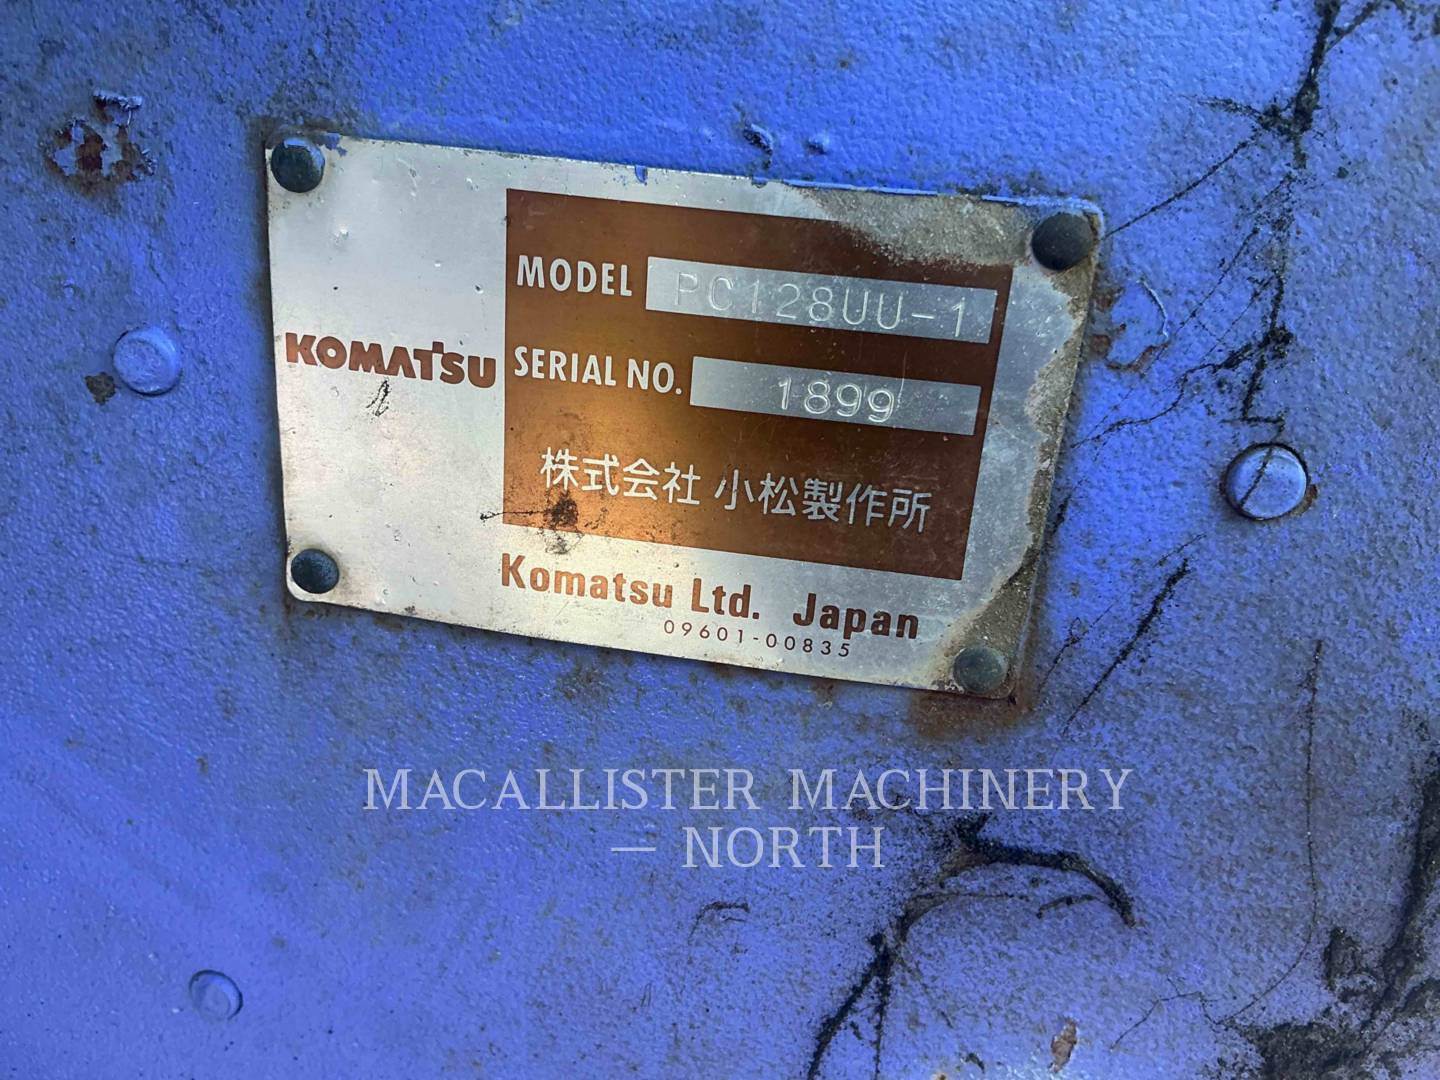 KOMATSU
MODEL PC128UU-1
SERIAL NO. 1899
株式会社 小松製作所
Komatsu Ltd. Japan
09601-00835
MACALLISTER MACHINERY
— NORTH